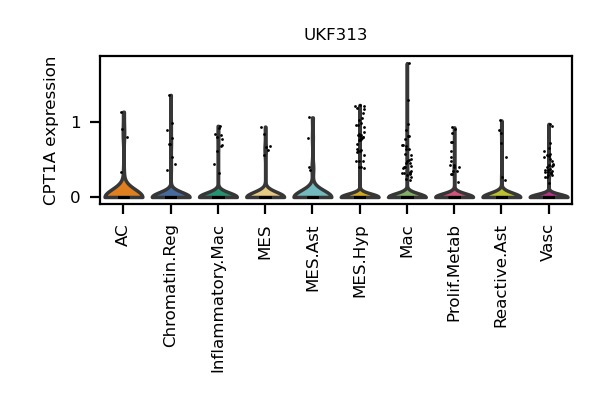 UKF313
CPT1A expression
1
0
AC
Chromatin.Reg
Inflammatory.Mac
MES
MES.Ast
MES.Hyp
Mac
Prolif.Metab
Reactive.Ast
Vasc